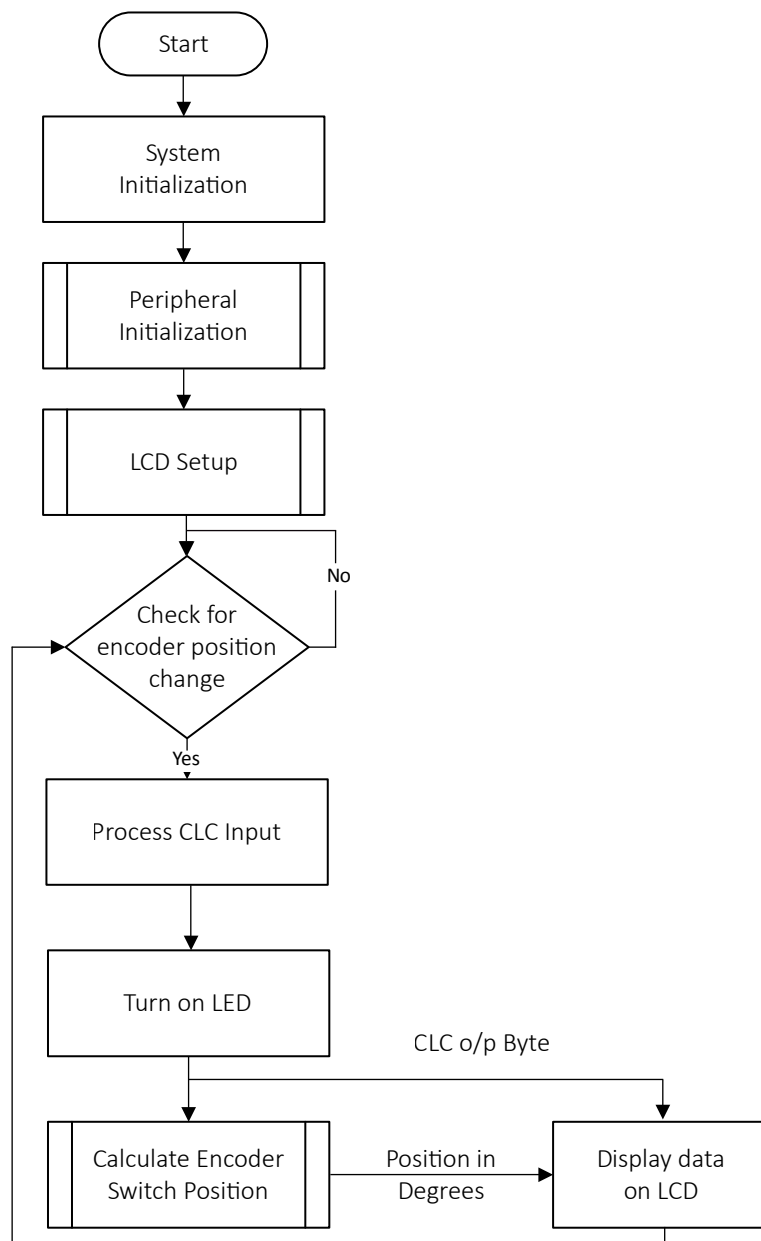 Start
System
Initialization
Peripheral
Initialization
LCD Setup
No
Check for
encoder position
change
Yes
Process CLC Input
Turn on LED
CLC o/p Byte
Calculate Encoder
Switch Position
Position in
Degrees
Display data
on LCD